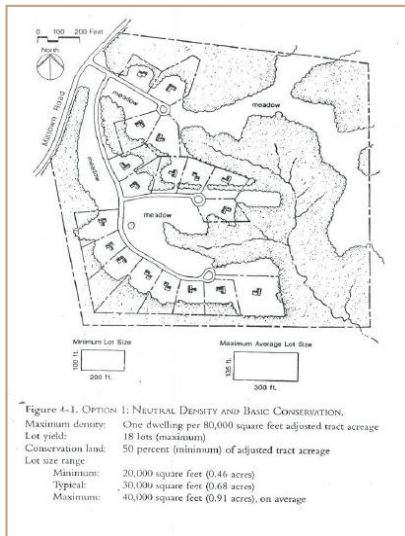 0 100 200 Feet
North
Mitown Road
meadow
meadow
meadow
meadow
Minimum Lot Size
100 ft.
200 ft.
Maximum Average Lot Size
135 ft.
300 ft.
Figure 4-3. OPTION 1: NEUTRAL DENSITY AND BASIC CONSERVATION.
Maximum density: One dwelling per 80,000 square feet adjusted tract acreage
Lot yield: 18 lots (maximum)
Conservation land: 50 percent (minimum) of adjusted tract acreage
Lot size range
Minimum: 20,000 square feet (0.46 acres)
Typical: 30,000 square feet (0.68 acres)
Maximum: 40,000 square feet (0.91 acres), on average